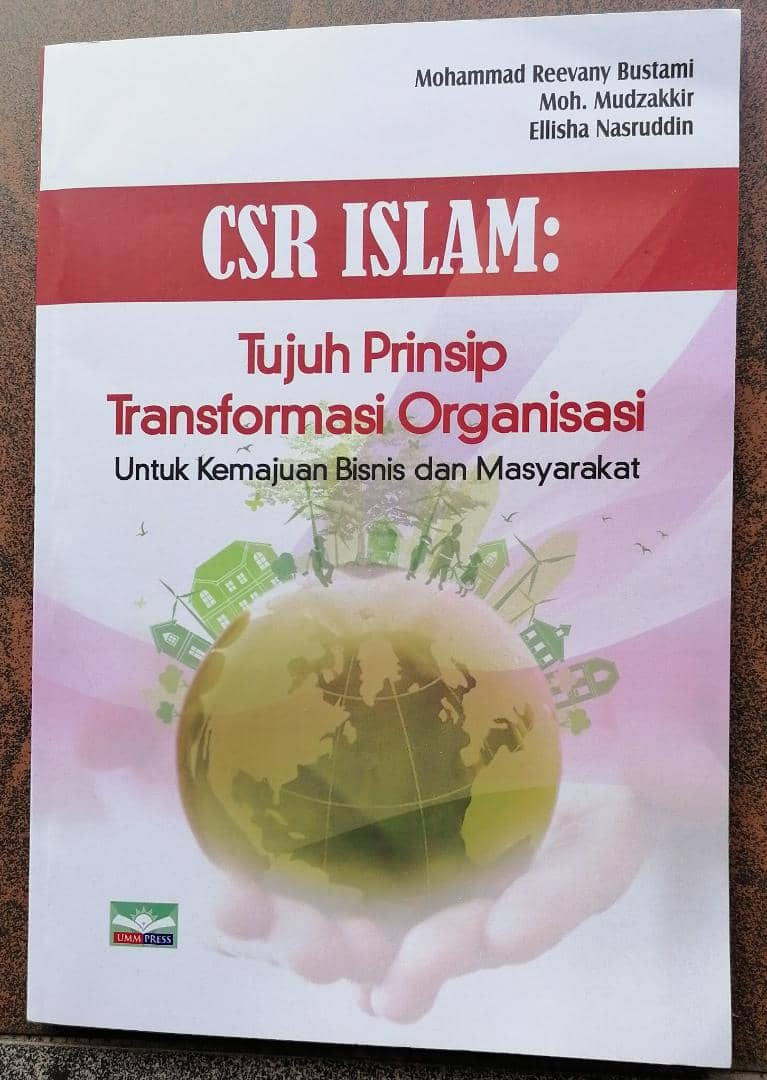 Mohammad Reevany Bustami
Moh. Mudzakkir
Ellisha Nasruddin
CSR ISLAM:
Tujuh Prinsip
Transformasi Organisasi
Untuk Kemajuan Bisnis dan Masyarakat
UMM PRESS